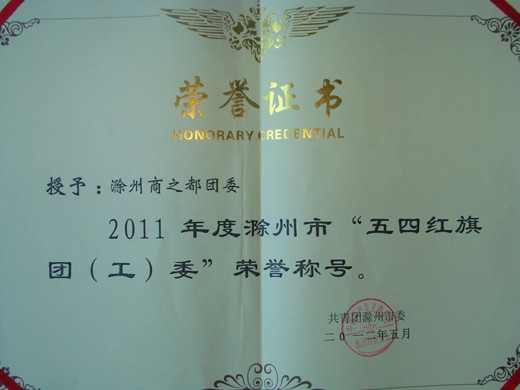 荣誉证书
HONORARY CREDENTIAL
授予：滁州商之都团委
2011 年度滁州市“五四红旗
团（工）委”荣誉称号。
共青团滁州市委
二〇一二年五月